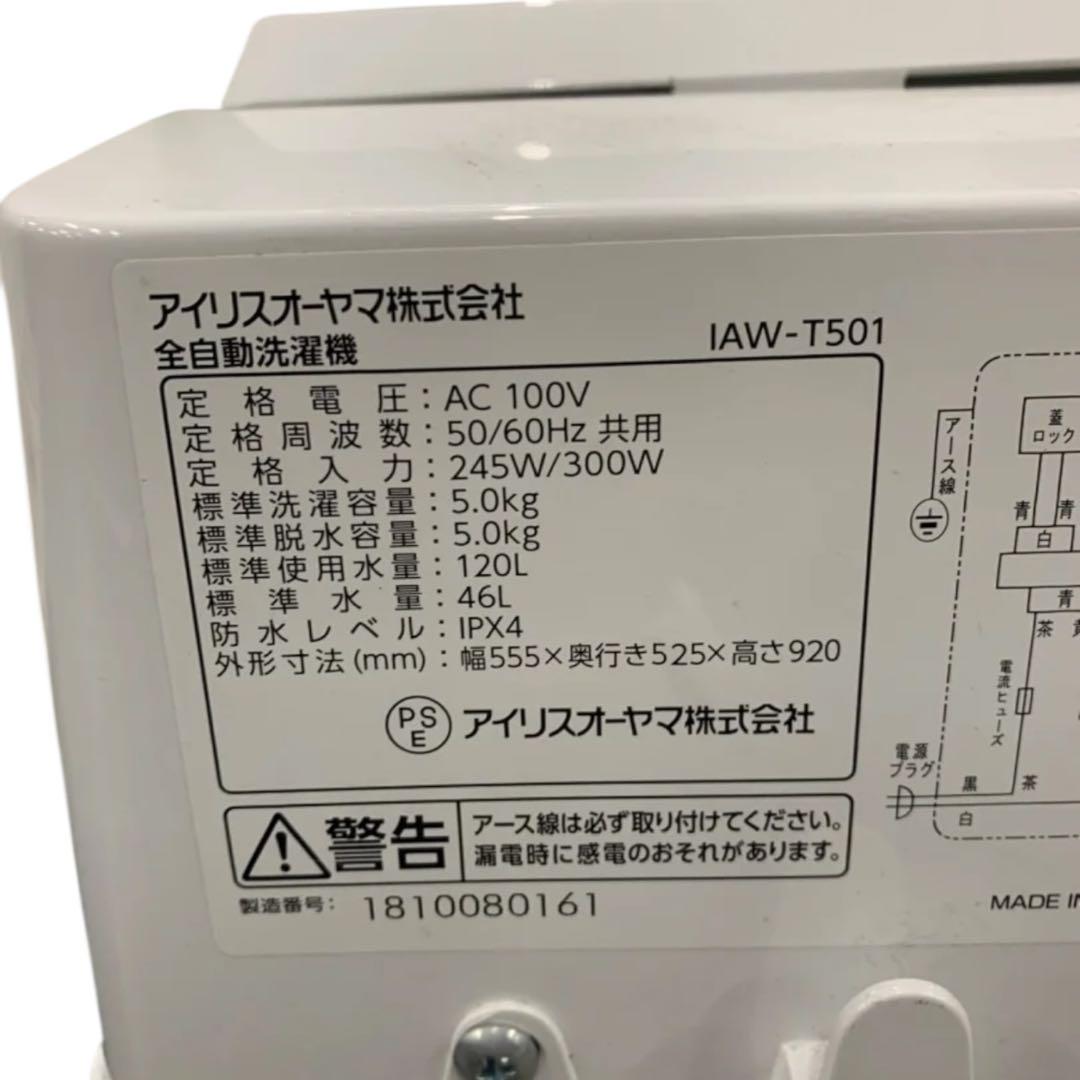 アイリスオーヤマ株式会社
全自動洗濯機
IAW-T501
定格電圧：AC 100V
定格周波数：50/60Hz 共用
定格入力：245W/300W
標準洗濯容量：5.0kg
標準脱水容量：5.0kg
標準使用水量：120L
標準水量：46L
防水レベル：IPX4
外形寸法(mm)：幅555×奥行き525×高さ920
PSE アイリスオーヤマ株式会社
警告
アース線は必ず取り付けてください。
漏電時に感電のおそれがあります。
製造番号： 1810080161
アース線
蓋
ロック
青 青
白
青
茶
電流ヒューズ
電源
プラグ
黒 茶
白
MADE IN